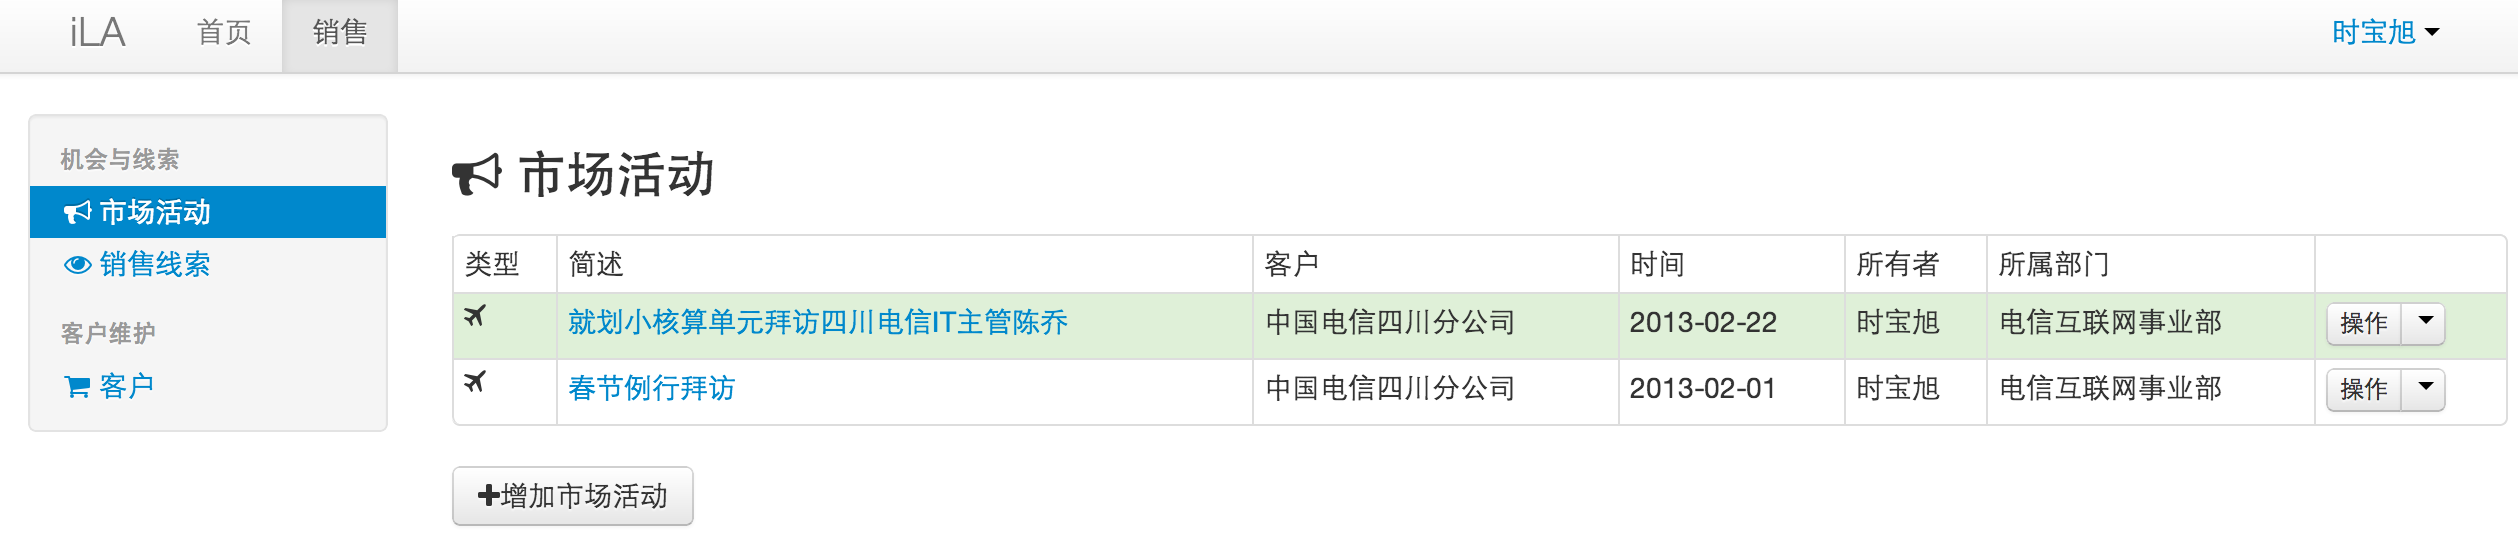 iLA 首页 销售 时宝旭
机会与线索
市场活动
销售线索
客户维护
客户
市场活动
类型 简述 客户 时间 所有者 所属部门
就划小核算单元拜访四川电信IT主管陈乔 中国电信四川分公司 2013-02-22 时宝旭 电信互联网事业部 操作
春节例行拜访 中国电信四川分公司 2013-02-01 时宝旭 电信互联网事业部 操作
+增加市场活动